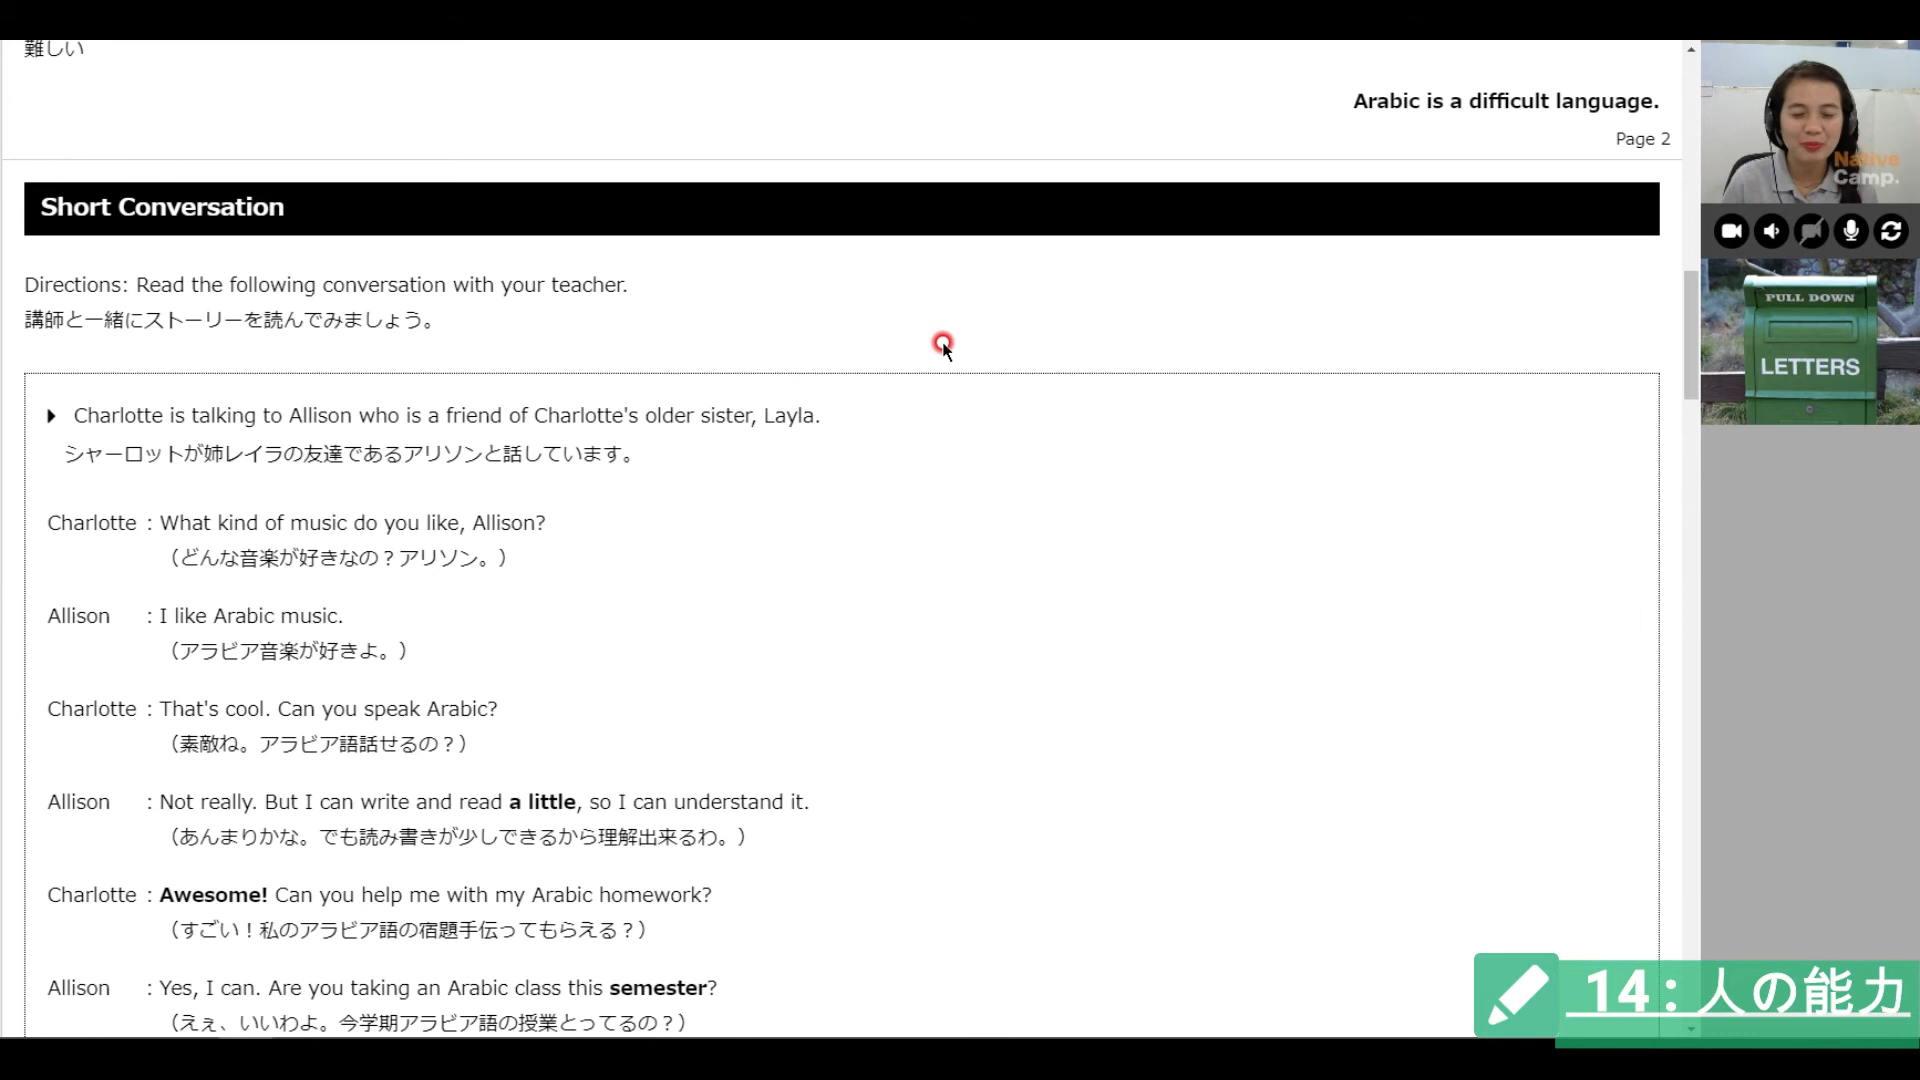 難しい
Arabic is a difficult language.
Page 2
Short Conversation
Directions: Read the following conversation with your teacher.
講師と一緒にストーリーを読んでみましょう。
Charlotte is talking to Allison who is a friend of Charlotte's older sister, Layla.
シャーロットが姉レイラの友達であるアリソンと話しています。
Charlotte : What kind of music do you like, Allison?
（どんな音楽が好きなの？アリソン。）
Allison : I like Arabic music.
（アラビア音楽が好きよ。）
Charlotte : That's cool. Can you speak Arabic?
（素敵ね。アラビア語話せるの？）
Allison : Not really. But I can write and read a little, so I can understand it.
（あんまりかな。でも読み書きが少しできるから理解出来るわ。）
Charlotte : Awesome! Can you help me with my Arabic homework?
（すごい！私のアラビア語の宿題手伝ってもらえる？）
Allison : Yes, I can. Are you taking an Arabic class this semester?
（えぇ、いいわよ。今学期アラビア語の授業とってるの？）
Native
Camp.
PULL DOWN
LETTERS
14：人の能力